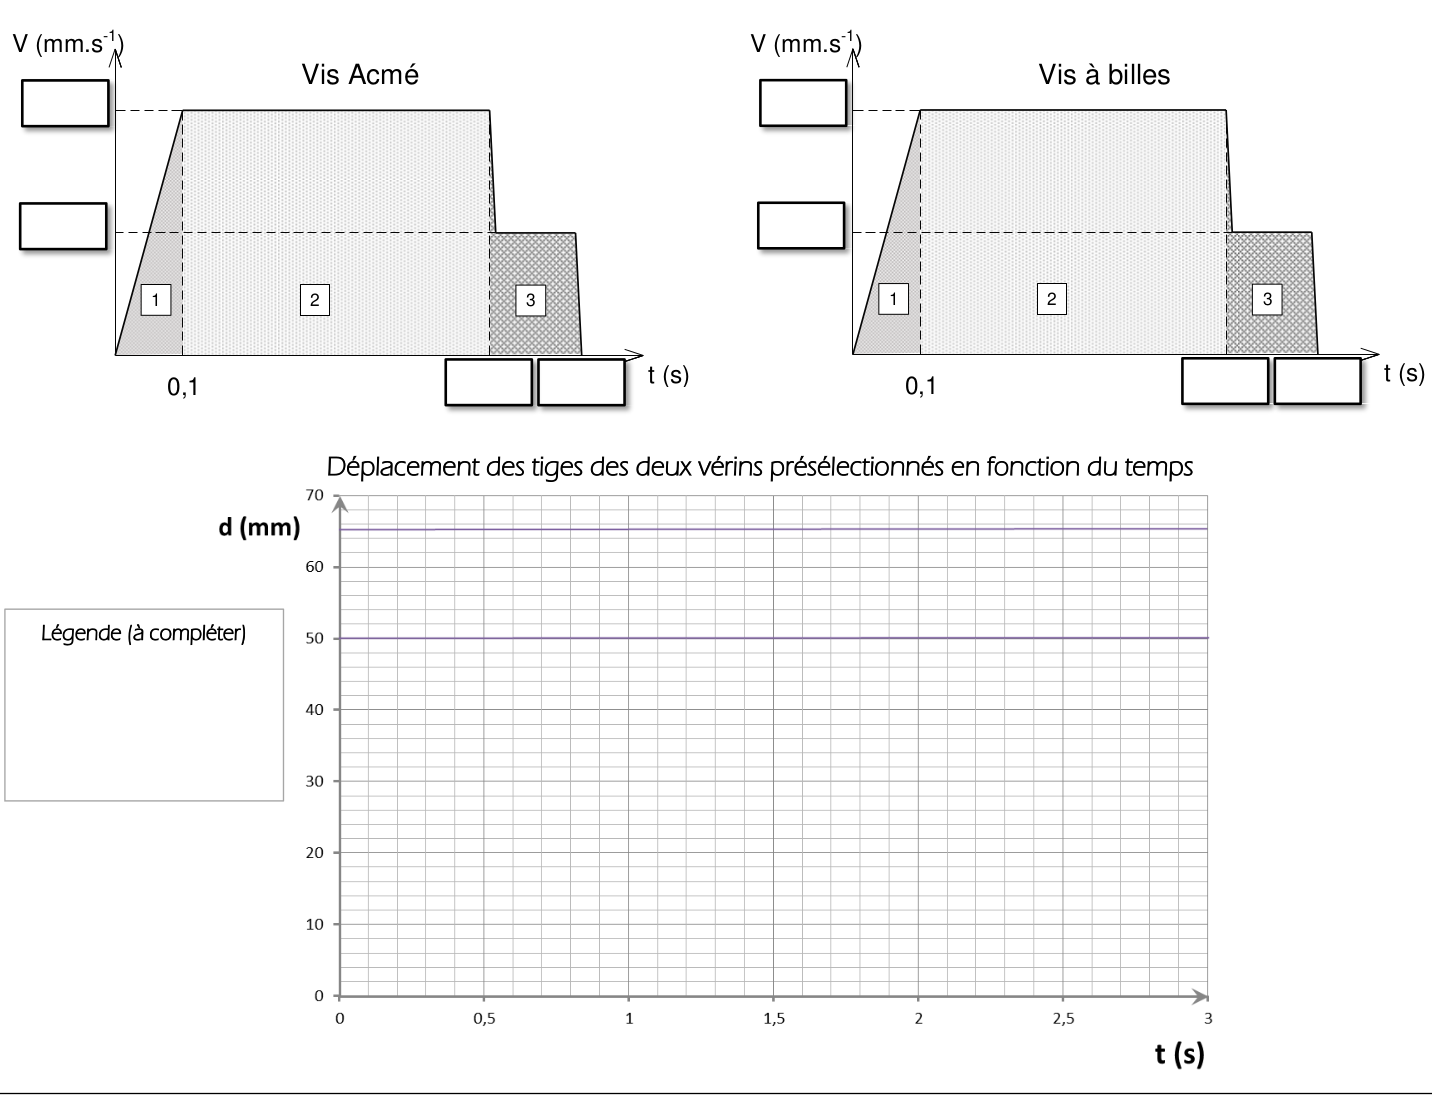 V (mm.s-1)
Vis Acmé
1
2
3
0,1
t (s)
V (mm.s-1)
Vis à billes
1
2
3
0,1
t (s)
Déplacement des tiges des deux vérins présélectionnés en fonction du temps
d (mm)
70
60
50
40
30
20
10
0
Légende (à compléter)
0 0,5 1 1,5 2 2,5 3
t (s)